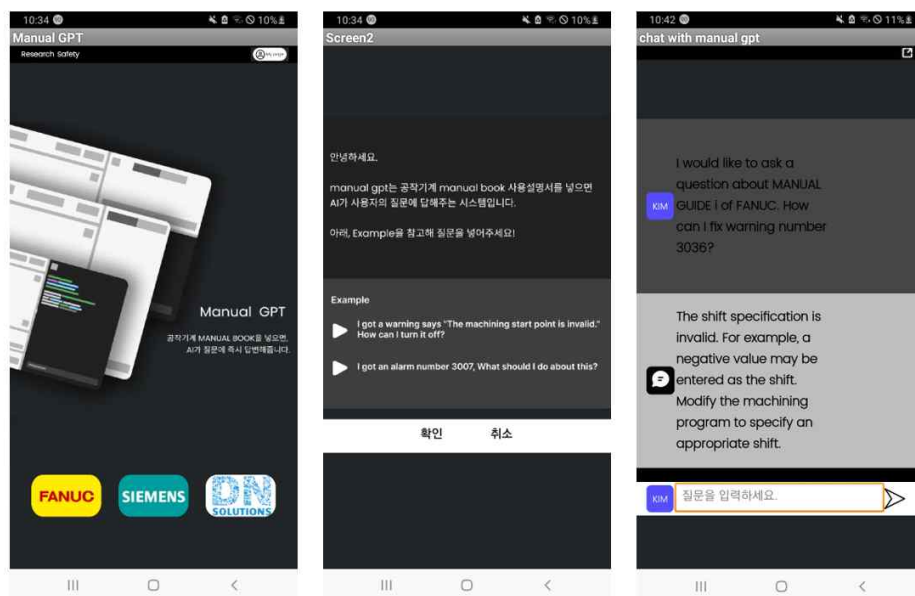 10:34
10%
Manual GPT
Research Safety
Manual GPT
공작기계 MANUAL BOOK을 넣으면,
AI가 질문에 즉시 답변해줍니다.
FANUC
SIEMENS
DN
SOLUTIONS
10:34
10%
Screen2
안녕하세요.
manual gpt는 공작기계 manual book 사용설명서를 넣으면
AI가 사용자의 질문에 답해주는 시스템입니다.
아래, Example을 참고해 질문을 넣어주세요!
Example
I got a warning says "The machining start point is invalid."
How can I turn it off?
I got an alarm number 3007, What should I do about this?
확인 취소
10:42
11%
chat with manual gpt
I would like to ask a
question about MANUAL
KIM GUIDE i of FANUC. How
can I fix warning number
3036?
The shift specification is
invalid. For example, a
negative value may be
entered as the shift.
Modify the machining
program to specify an
appropriate shift.
KIM 질문을 입력하세요.